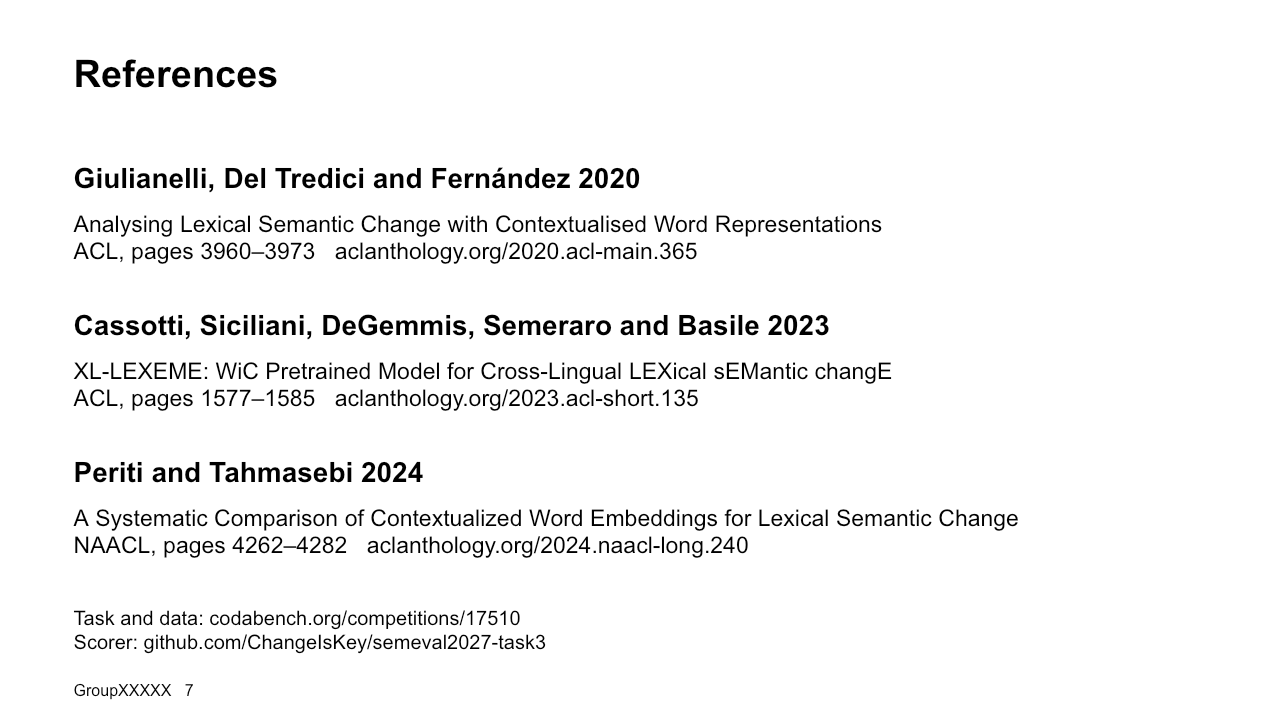 References
Giulianelli, Del Tredici and Fernández 2020
Analysing Lexical Semantic Change with Contextualised Word Representations
ACL, pages 3960–3973   aclanthology.org/2020.acl-main.365
Cassotti, Siciliani, DeGemmis, Semeraro and Basile 2023
XL-LEXEME: WiC Pretrained Model for Cross-Lingual LEXical sEMantic changE
ACL, pages 1577–1585   aclanthology.org/2023.acl-short.135
Periti and Tahmasebi 2024
A Systematic Comparison of Contextualized Word Embeddings for Lexical Semantic Change
NAACL, pages 4262–4282   aclanthology.org/2024.naacl-long.240
Task and data: codabench.org/competitions/17510
Scorer: github.com/ChangeIsKey/semeval2027-task3
GroupXXXXX   7